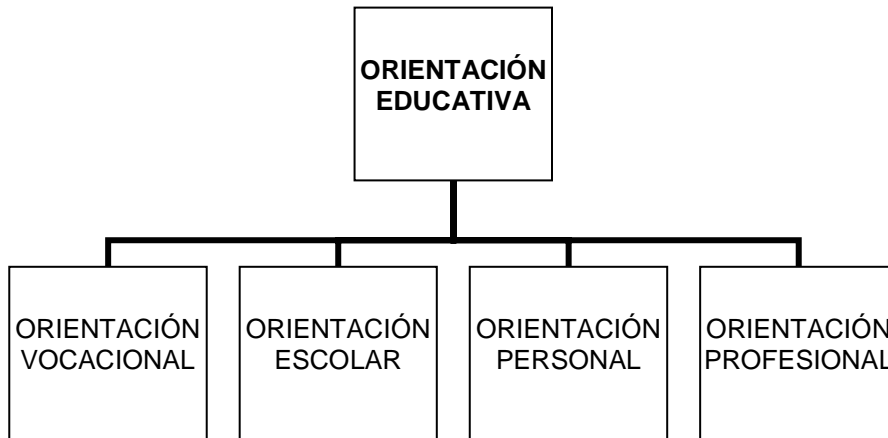 ORIENTACIÓN
EDUCATIVA
ORIENTACIÓN
VOCACIONAL
ORIENTACIÓN
ESCOLAR
ORIENTACIÓN
PERSONAL
ORIENTACIÓN
PROFESIONAL